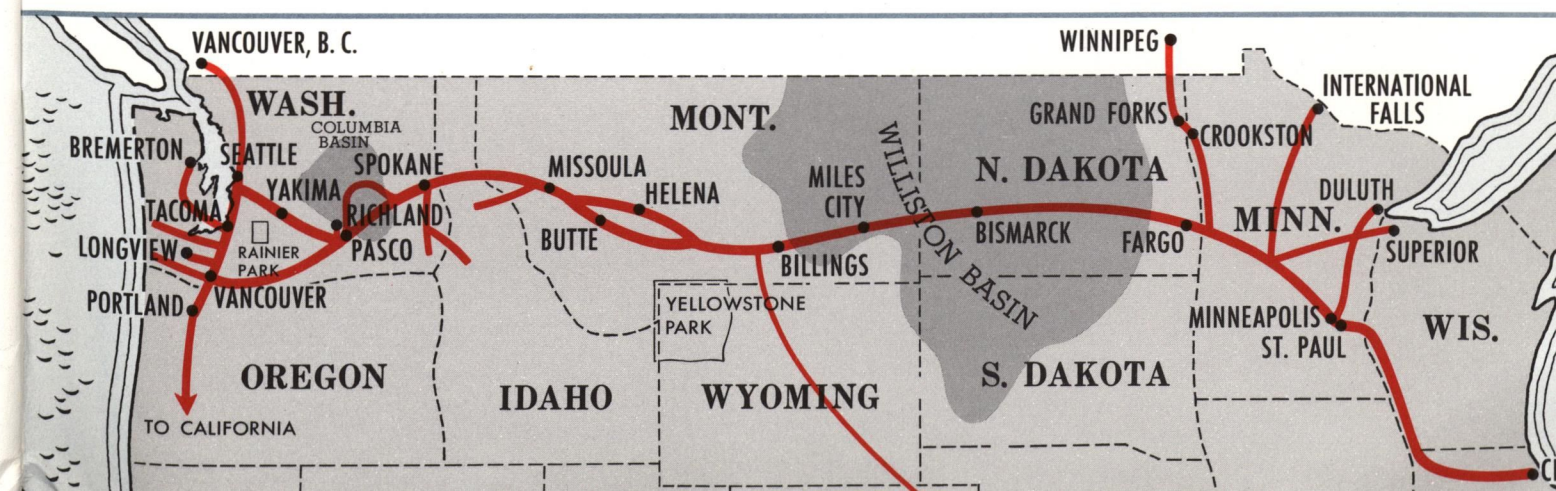 VANCOUVER, B. C.
WINNIPEG
WASH.
MONT.
INTERNATIONAL
FALLS
COLUMBIA
BASIN
GRAND FORKS
CROOKSTON
BREMERTON
SEATTLE
SPOKANE
MISSOULA
N. DAKOTA
YAKIMA
HELENA
MILES
CITY
DULUTH
TACOMA
RICHLAND
WILLISTON BASIN
MINN.
LONGVIEW
RAINIER
PARK
PASCO
BUTTE
BISMARCK
FARGO
SUPERIOR
BILLINGS
PORTLAND
VANCOUVER
YELLOWSTONE
PARK
MINNEAPOLIS
ST. PAUL
WIS.
OREGON
IDAHO
WYOMING
S. DAKOTA
TO CALIFORNIA